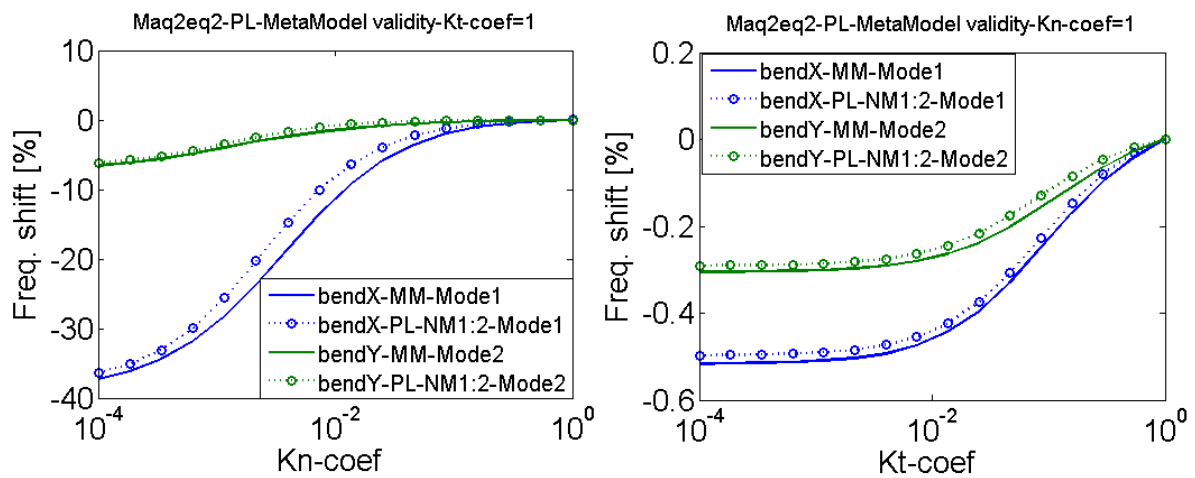 Maq2eq2-PL-MetaModel validity-Kt-coef=1
10
0
-10
-20
-30
-40
Freq. shift [%]
bendX-MM-Mode1
bendX-PL-NM1:2-Mode1
bendY-MM-Mode2
bendY-PL-NM1:2-Mode2
10^-4
10^-2
10^0
Kn-coef
Maq2eq2-PL-MetaModel validity-Kn-coef=1
0.2
0
-0.2
-0.4
-0.6
Freq. shift [%]
bendX-MM-Mode1
bendX-PL-NM1:2-Mode1
bendY-MM-Mode2
bendY-PL-NM1:2-Mode2
10^-4
10^-2
10^0
Kt-coef